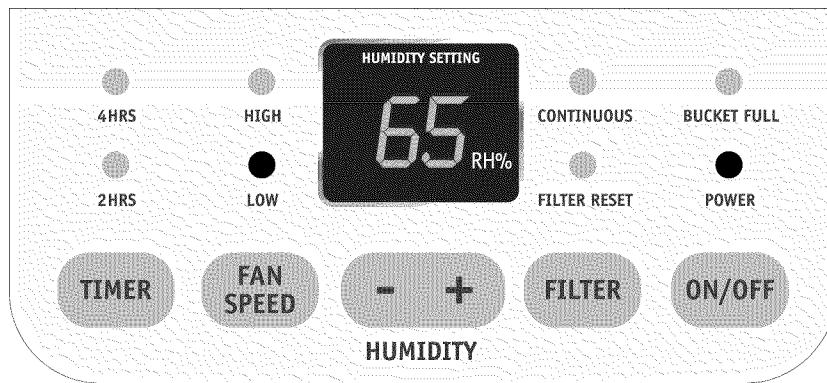 HUMIDITY SETTING
65 RH%
4HRS
HIGH
CONTINUOUS
BUCKET FULL
2HRS
LOW
FILTER RESET
POWER
TIMER
FAN
SPEED
- +
FILTER
ON/OFF
HUMIDITY